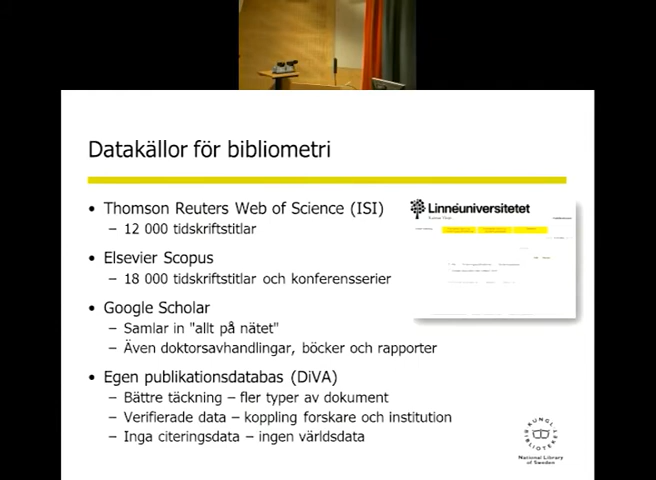 Datakällor för bibliometri
• Thomson Reuters Web of Science (ISI)
– 12 000 tidskriftstitlar
• Elsevier Scopus
– 18 000 tidskriftstitlar och konferensserier
• Google Scholar
– Samlar in "allt på nätet"
– Även doktorsavhandlingar, böcker och rapporter
• Egen publikationsdatabas (DiVA)
– Bättre täckning – fler typer av dokument
– Verifierade data – koppling forskare och institution
– Inga citeringsdata – ingen världsdata
Linnéuniversitetet
KUNGL. BIBLIOTEKET
National Library
of Sweden